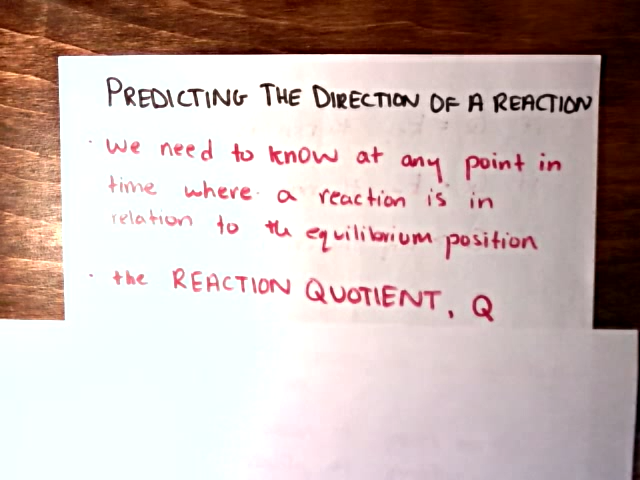 PREDICTING THE DIRECTION OF A REACTION
· We need to know at any point in
time where a reaction is in
relation to the equilibrium position
· the REACTION QUOTIENT, Q